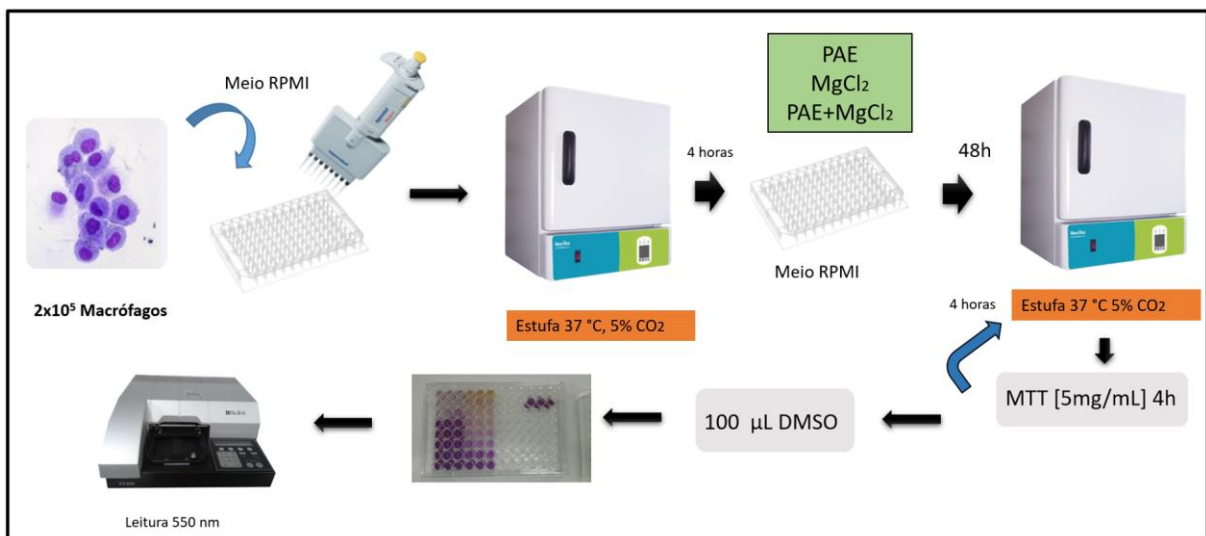 Meio RPMI
2x10⁵ Macrófagos
Estufa 37 °C, 5% CO2
4 horas
PAE
MgCl2
PAE+MgCl2
Meio RPMI
48h
Estufa 37 °C 5% CO2
4 horas
MTT [5mg/mL] 4h
100 µL DMSO
Leitura 550 nm